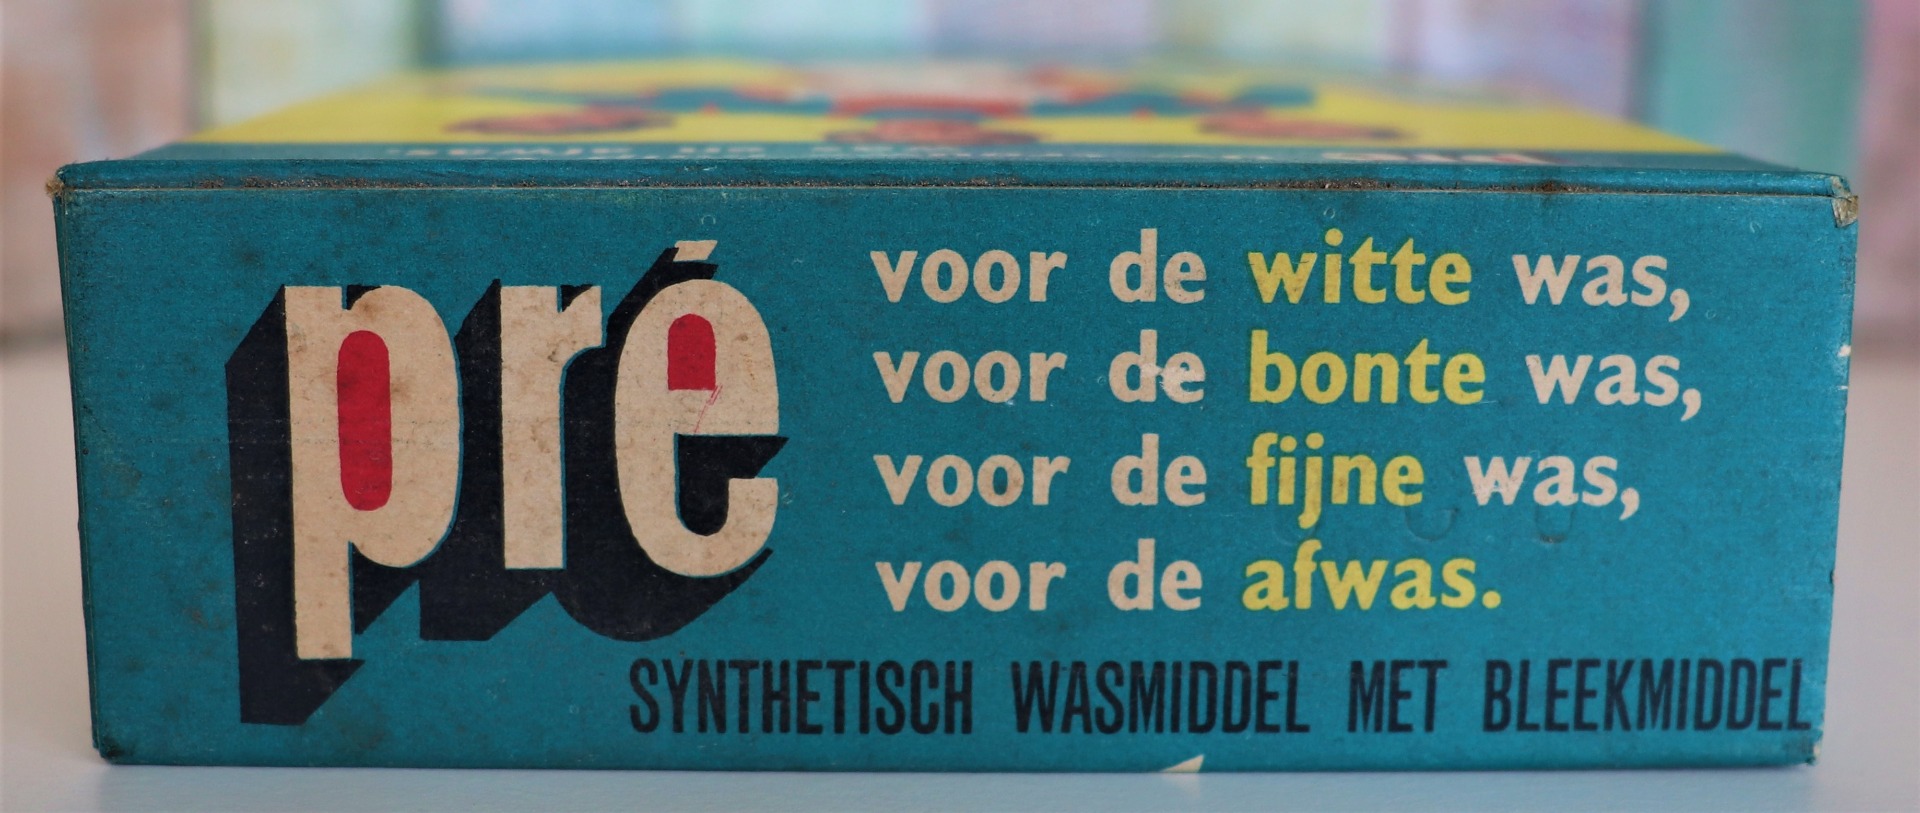 pré
voor de witte was,
voor de bonte was,
voor de fijne was,
voor de afwas.
SYNTHETISCH WASMIDDEL MET BLEEKMIDDEL